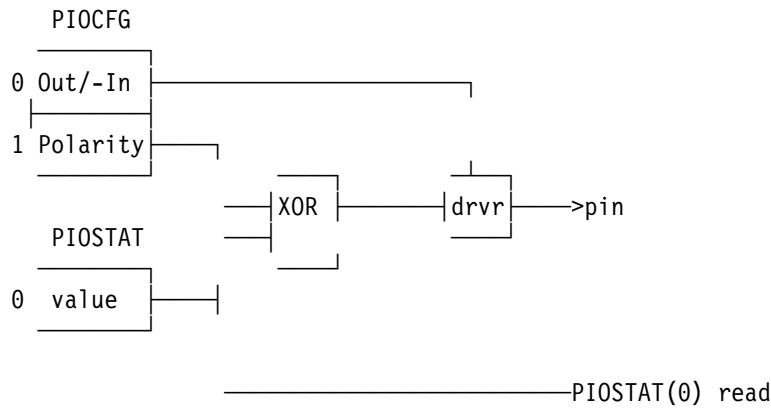 PIOCFG
0 Out/-In
1 Polarity
XOR drvr >pin
PIOSTAT
0 value
PIOSTAT(0) read